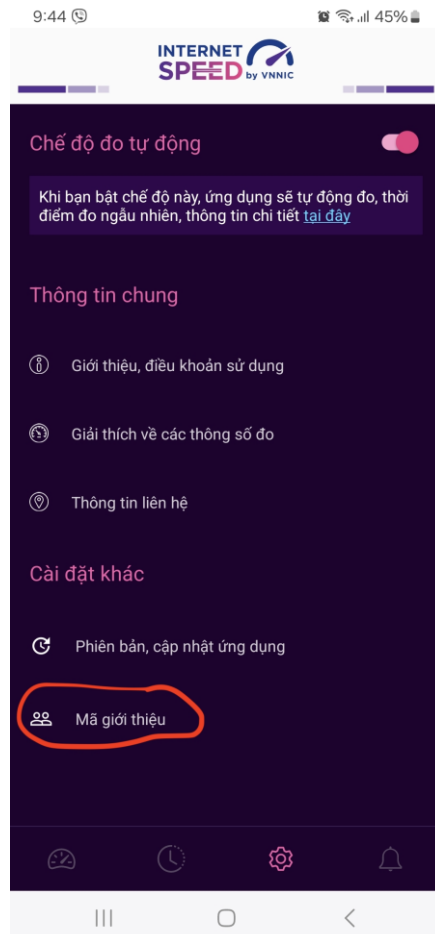 9:44
45%
INTERNET
SPEED by VNNIC
Chế độ đo tự động
Khi bạn bật chế độ này, ứng dụng sẽ tự động đo, thời
điểm đo ngẫu nhiên, thông tin chi tiết tại đây
Thông tin chung
Giới thiệu, điều khoản sử dụng
Giải thích về các thông số đo
Thông tin liên hệ
Cài đặt khác
Phiên bản, cập nhật ứng dụng
Mã giới thiệu